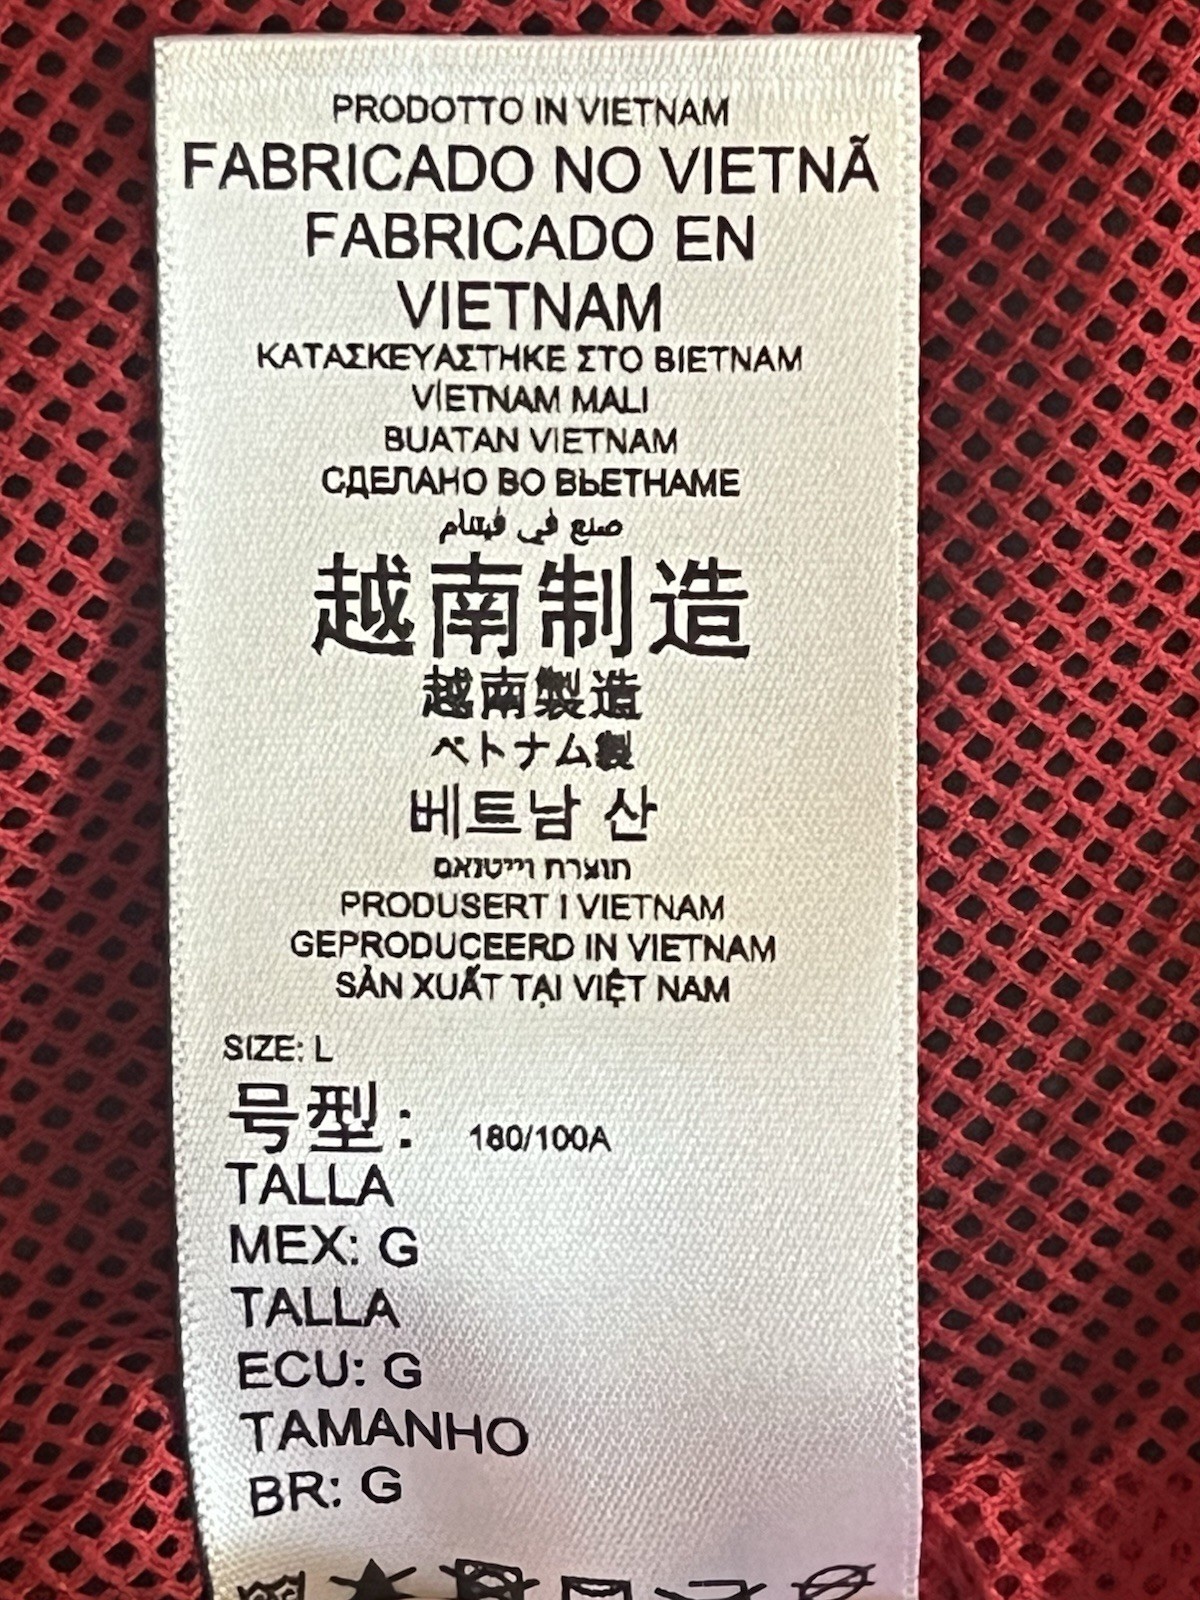 PRODOTTO IN VIETNAM
FABRICADO NO VIETNÃ
FABRICADO EN
VIETNAM
ΚΑΤΑΣΚΕΥΑΣΤΗΚΕ ΣΤΟ ΒΙΕΤΝΑΜ
VIETNAM MALI
BUATAN VIETNAM
СДЕЛАНО ВО ВЬЕТНАМЕ
صنع في فيتنام
越南制造
越南製造
ベトナム製
베트남 산
תוצרת וייטנאם
PRODUSERT I VIETNAM
GEPRODUCEERD IN VIETNAM
SẢN XUẤT TẠI VIỆT NAM
SIZE: L
号型: 180/100A
TALLA
MEX: G
TALLA
ECU: G
TAMANHO
BR: G